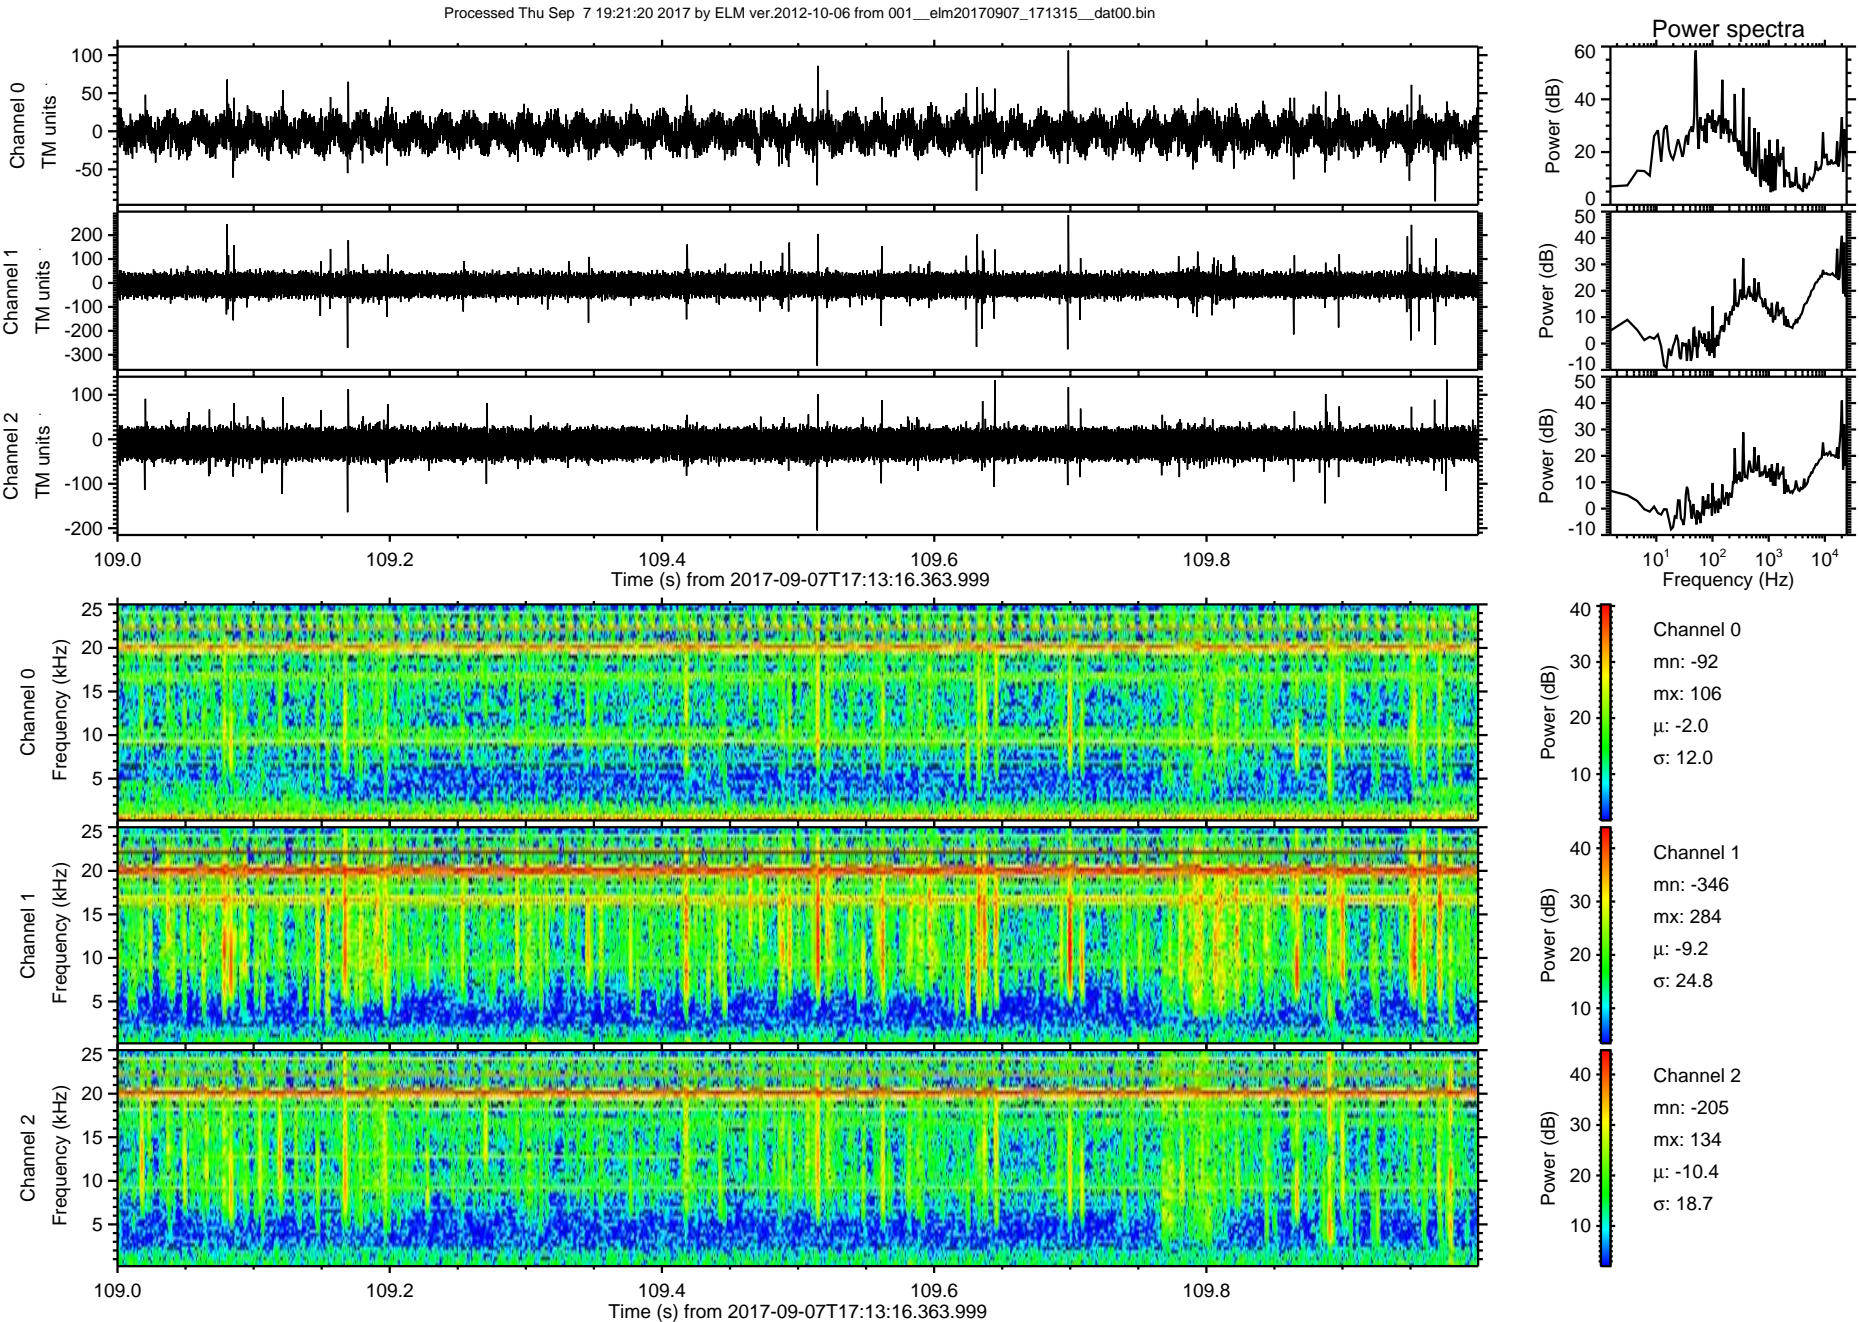 Processed Thu Sep  7 19:21:20 2017 by ELM ver.2012-10-06 from 001__elm20170907_171315__dat00.bin
Power spectra
Channel 0
TM units
100
50
0
-50
Power (dB)
60
40
20
0
Channel 1
TM units
200
100
0
-100
-200
-300
Power (dB)
50
40
30
20
10
0
-10
Channel 2
TM units
100
0
-100
-200
Power (dB)
50
40
30
20
10
0
-10
109.0 109.2 109.4 109.6 109.8
Time (s) from 2017-09-07T17:13:16.363.999
10¹ 10² 10³ 10⁴
Frequency (Hz)
Channel 0
Frequency (kHz)
25
20
15
10
5
Power (dB)
40
30
20
10
Channel 0
mn: -92
mx: 106
μ: -2.0
σ: 12.0
Channel 1
Frequency (kHz)
25
20
15
10
5
Power (dB)
40
30
20
10
Channel 1
mn: -346
mx: 284
μ: -9.2
σ: 24.8
Channel 2
Frequency (kHz)
25
20
15
10
5
Power (dB)
40
30
20
10
Channel 2
mn: -205
mx: 134
μ: -10.4
σ: 18.7
109.0 109.2 109.4 109.6 109.8
Time (s) from 2017-09-07T17:13:16.363.999